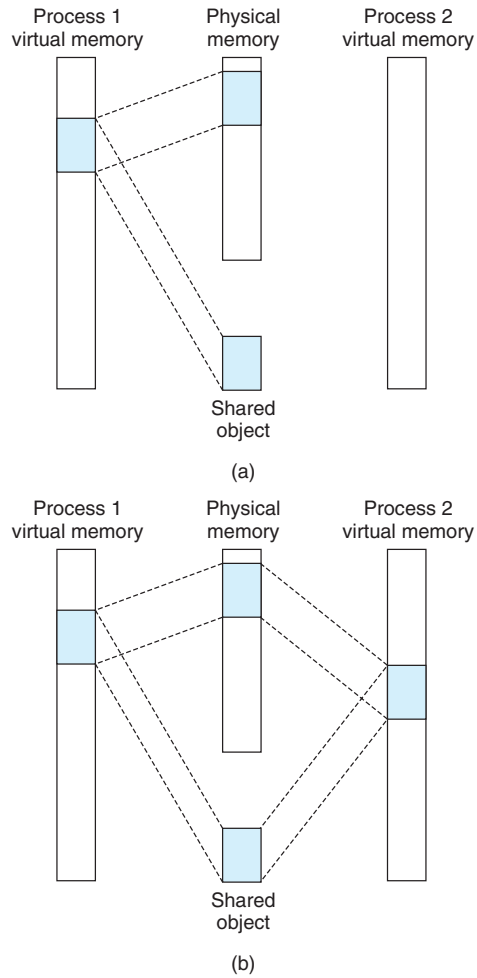 Process 1
virtual memory
Physical
memory
Process 2
virtual memory
Shared
object
(a)
Process 1
virtual memory
Physical
memory
Process 2
virtual memory
Shared
object
(b)